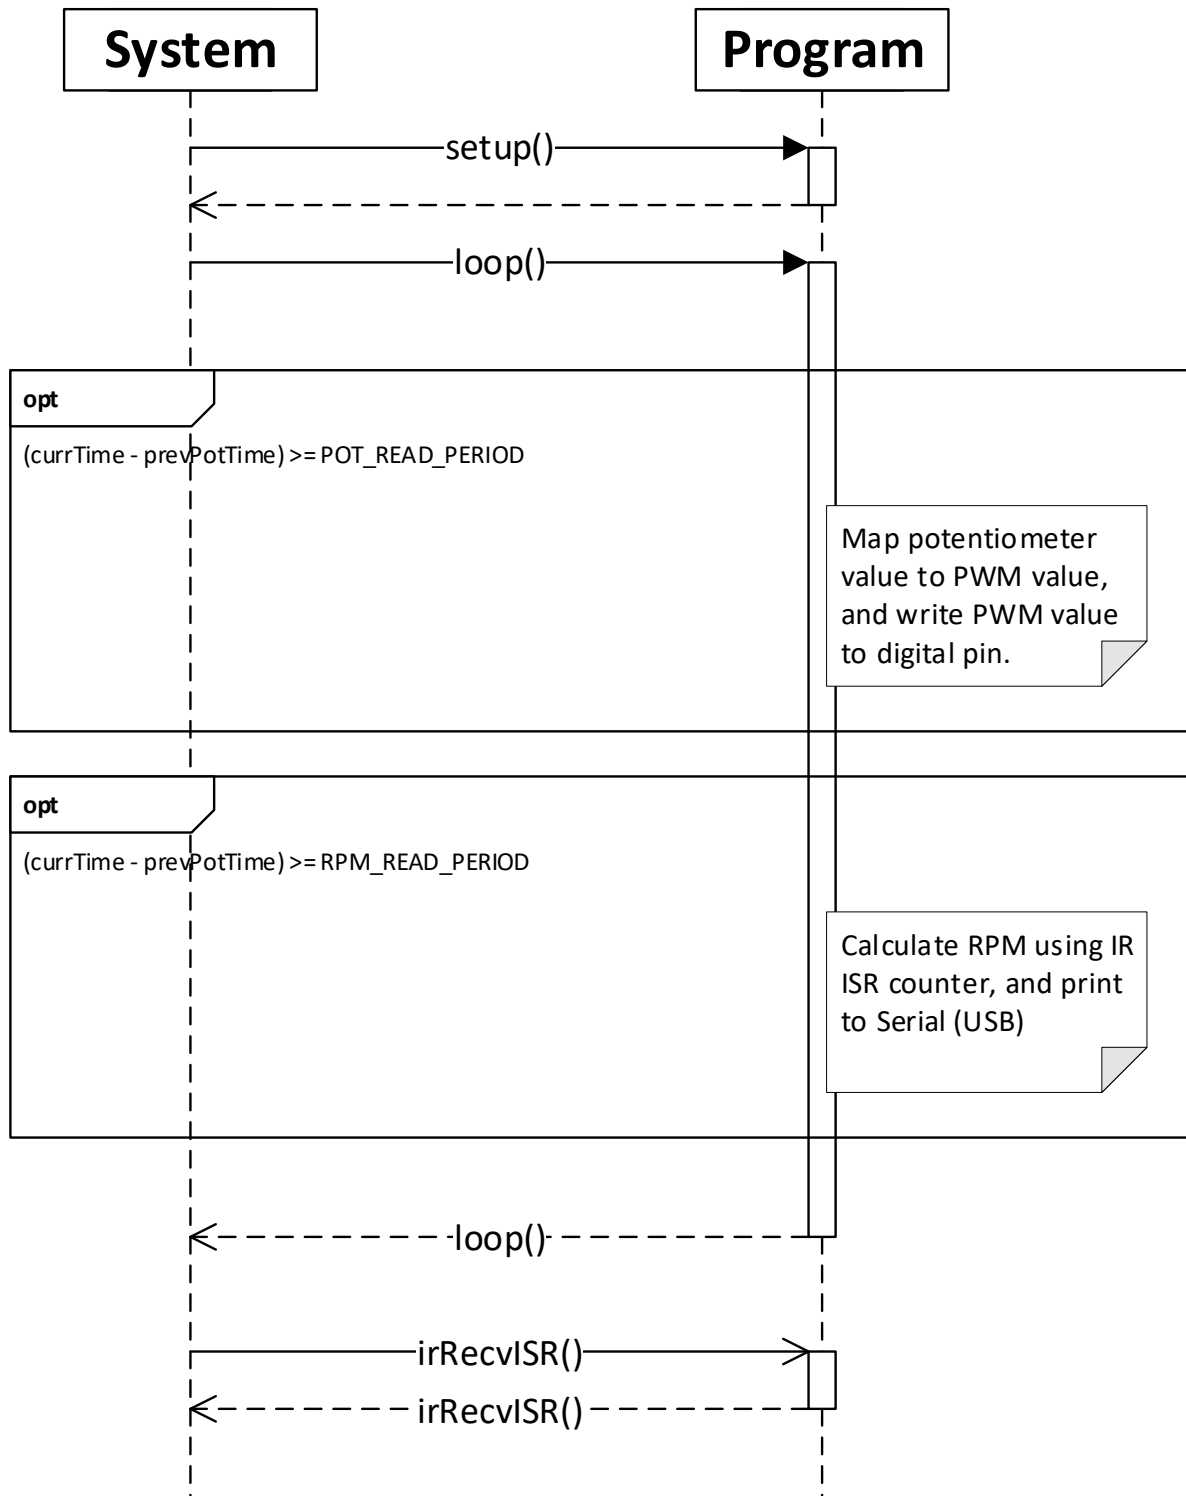 System
Program
setup()
loop()
opt
(currTime - prevPotTime) >= POT_READ_PERIOD
Map potentiometer
value to PWM value,
and write PWM value
to digital pin.
opt
(currTime - prevPotTime) >= RPM_READ_PERIOD
Calculate RPM using IR
ISR counter, and print
to Serial (USB)
loop()
irRecvISR()
irRecvISR()